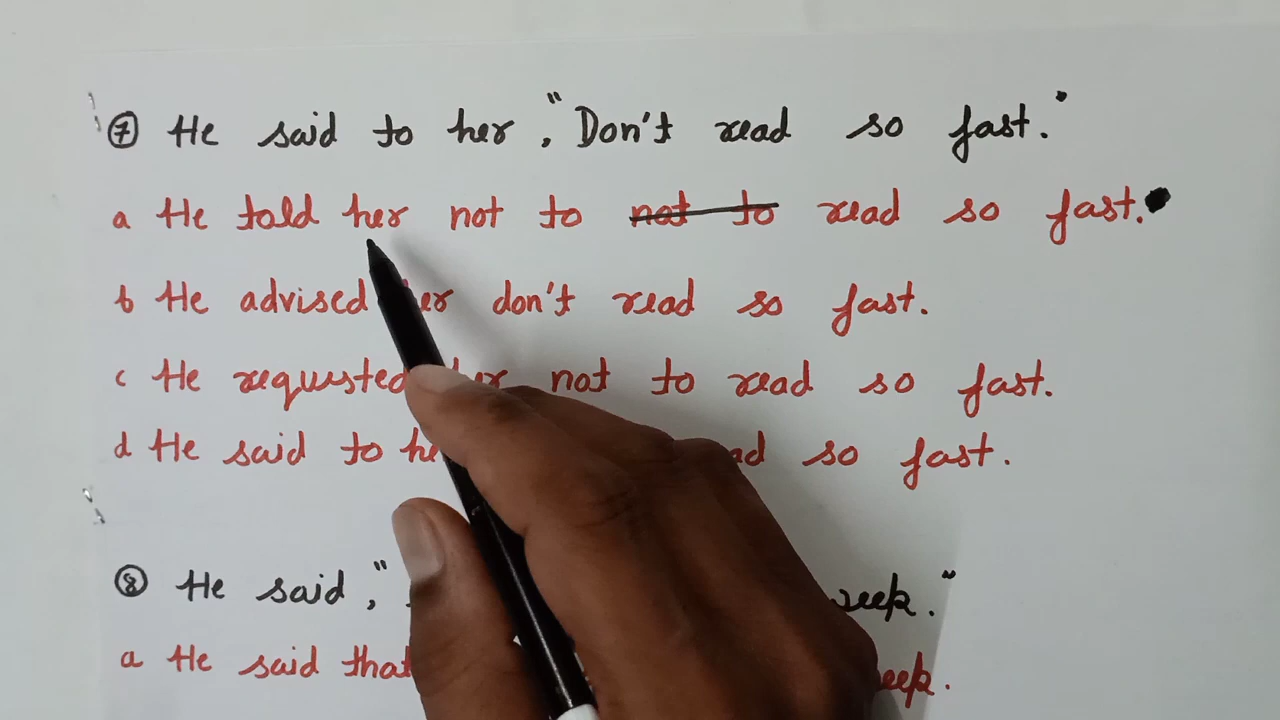 ⑦ He said to her, "Don't read so fast."
a He told her not to not to read so fast.
b He advised her don't read so fast.
c He requested her not to read so fast.
d He said to so fast.
⑧ He said, " week."
a He said that week.